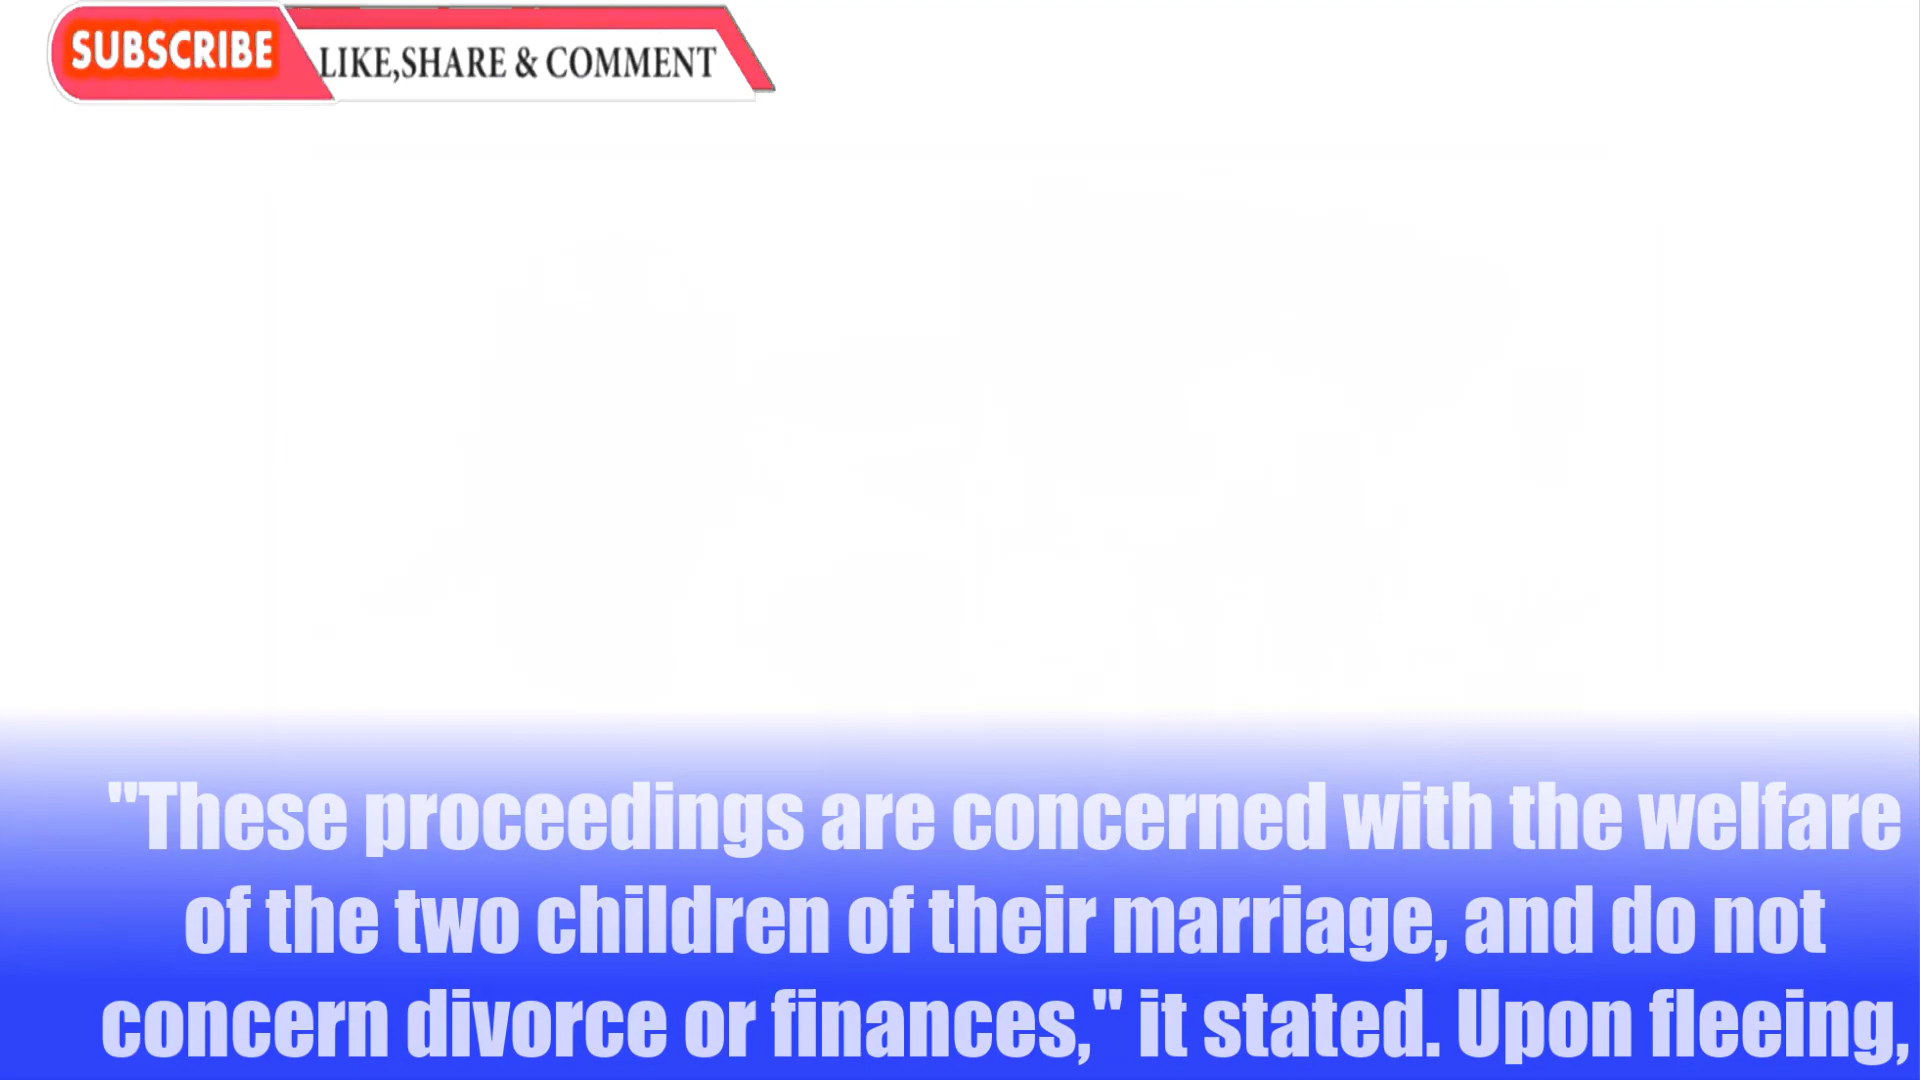 SUBSCRIBE
LIKE,SHARE & COMMENT
"These proceedings are concerned with the welfare
of the two children of their marriage, and do not
concern divorce or finances," it stated. Upon fleeing,